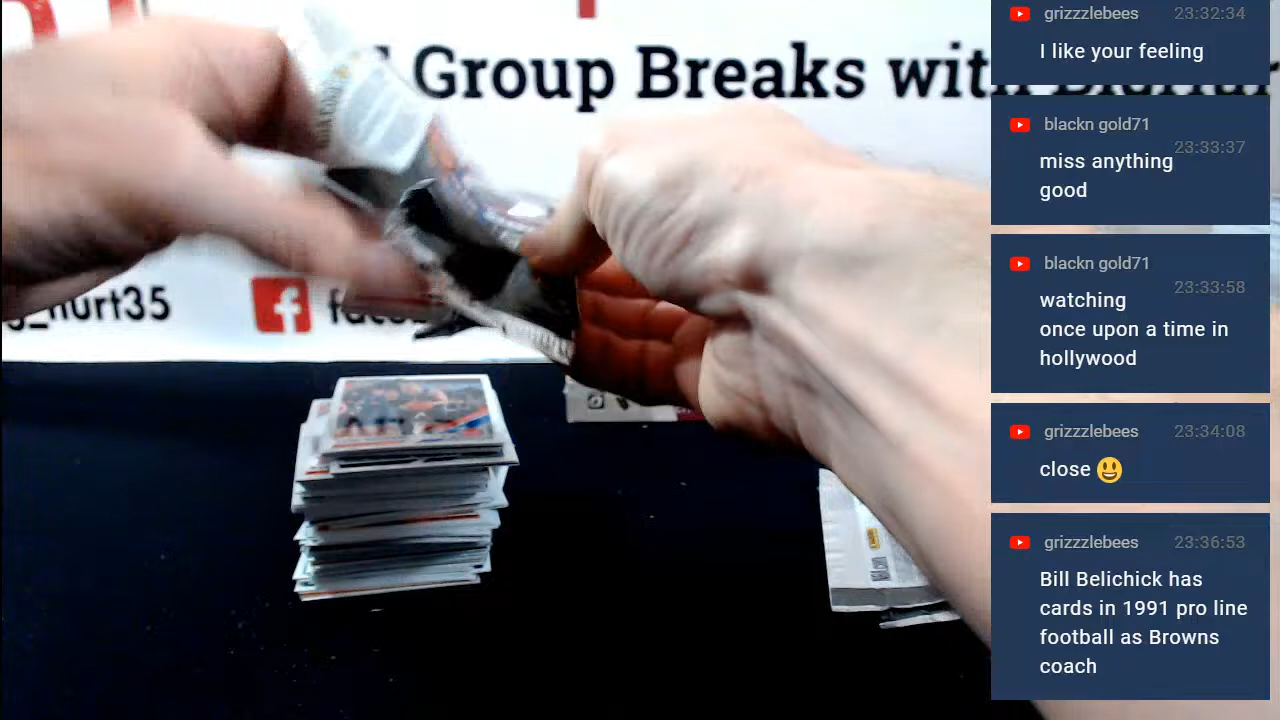 Group Breaks with
g_hurt35
grizzzlebees 23:32:34
I like your feeling
blackn gold71
23:33:37
miss anything
good
blackn gold71
23:33:58
watching
once upon a time in
hollywood
grizzzlebees 23:34:08
close 😃
grizzzlebees 23:36:53
Bill Belichick has
cards in 1991 pro line
football as Browns
coach